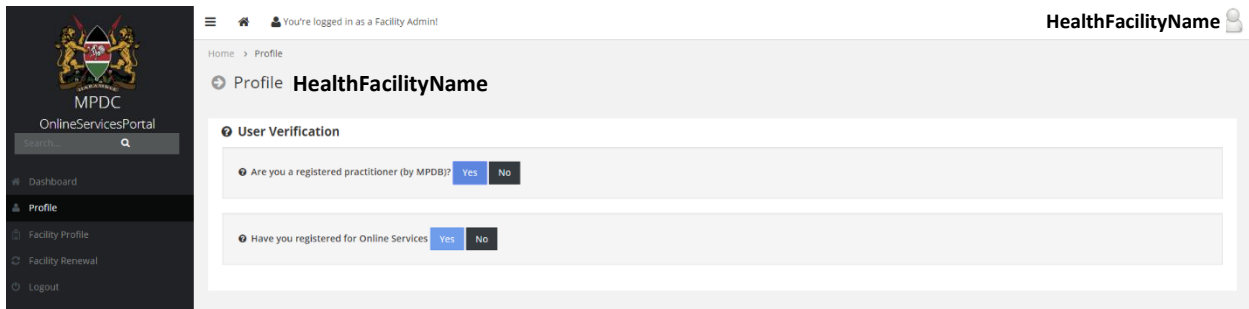 HARAMBEE
MPDC
OnlineServicesPortal
Search...
Dashboard
Profile
Facility Profile
Facility Renewal
Logout
You're logged in as a Facility Admin!
HealthFacilityName
Home > Profile
Profile HealthFacilityName
User Verification
Are you a registered practitioner (by MPDB)? Yes No
Have you registered for Online Services Yes No